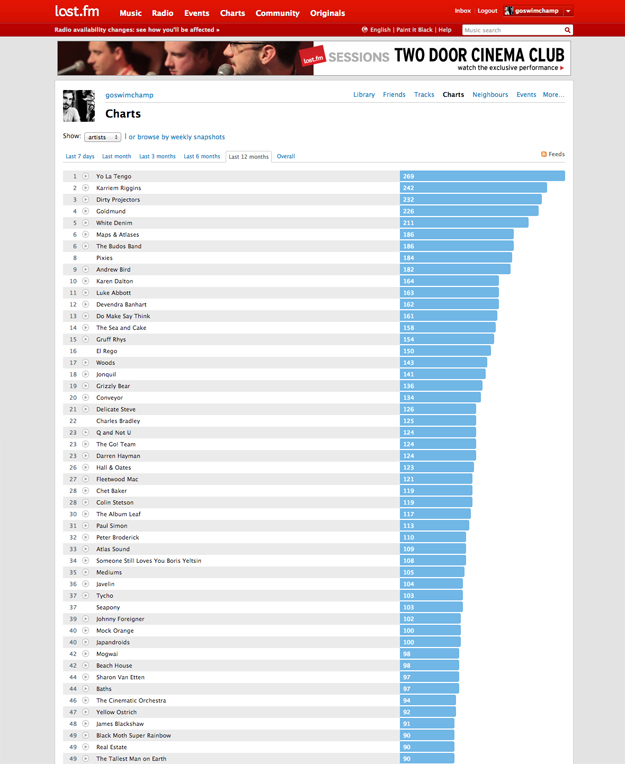 lost.fm Music Radio Events Charts Community Originals Inbox Logout goswimchamp
Radio availability changes: see how you'll be affected » English | Paint it Black | Help Music search
lost.fm SESSIONS TWO DOOR CINEMA CLUB
watch the exclusive performance ▸
goswimchamp Library Friends Tracks Charts Neighbours Events More...
Charts
Show: artists | or browse by weekly snapshots
Last 7 days Last month Last 3 months Last 6 months Last 12 months Overall Feeds
1 Yo La Tengo 269
2 Karriem Riggins 242
3 Dirty Projectors 232
4 Goldmund 226
5 White Denim 211
6 Maps & Atlases 186
6 The Budos Band 186
8 Pixies 184
9 Andrew Bird 182
10 Karen Dalton 164
11 Luke Abbott 163
12 Devendra Banhart 162
13 Do Make Say Think 161
14 The Sea and Cake 158
15 Gruff Rhys 154
16 El Rego 150
17 Woods 143
18 Jonquil 141
19 Grizzly Bear 136
20 Conveyor 134
21 Delicate Steve 126
22 Charles Bradley 125
23 Q and Not U 124
23 The Go! Team 124
23 Darren Hayman 124
26 Hall & Oates 123
27 Fleetwood Mac 121
28 Chet Baker 119
28 Colin Stetson 119
30 The Album Leaf 117
31 Paul Simon 113
32 Peter Broderick 110
33 Atlas Sound 109
34 Someone Still Loves You Boris Yeltsin 108
35 Mediums 105
36 Javelin 104
37 Tycho 103
37 Seapony 103
39 Johnny Foreigner 102
40 Mock Orange 100
40 Japandroids 100
42 Mogwai 98
42 Beach House 98
44 Sharon Van Etten 97
44 Baths 97
46 The Cinematic Orchestra 94
47 Yellow Ostrich 92
48 James Blackshaw 91
49 Black Moth Super Rainbow 90
49 Real Estate 90
49 The Tallest Man on Earth 90